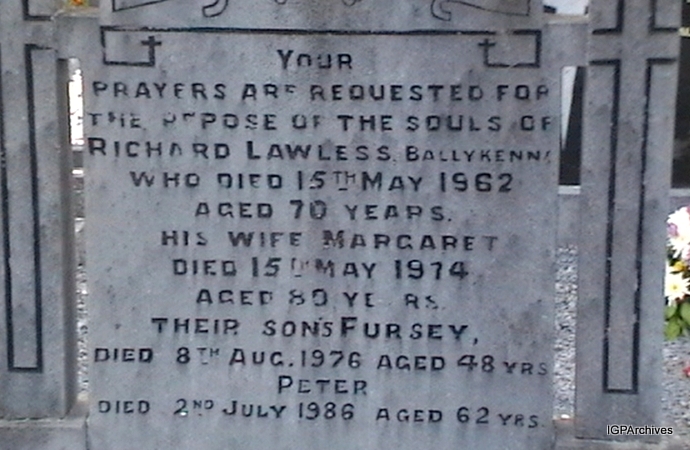 YOUR
PRAYERS ARE REQUESTED FOR
THE REPOSE OF THE SOULS OF
RICHARD LAWLESS, BALLYKENNA
WHO DIED 15TH MAY 1962
AGED 70 YEARS.
HIS WIFE MARGARET
DIED 15TH MAY 1974
AGED 80 YEARS.
THEIR SON'S FURSEY,
DIED 8TH AUG. 1976 AGED 48 YRS
PETER
DIED 2ND JULY 1986 AGED 62 YRS.
IGPArchives